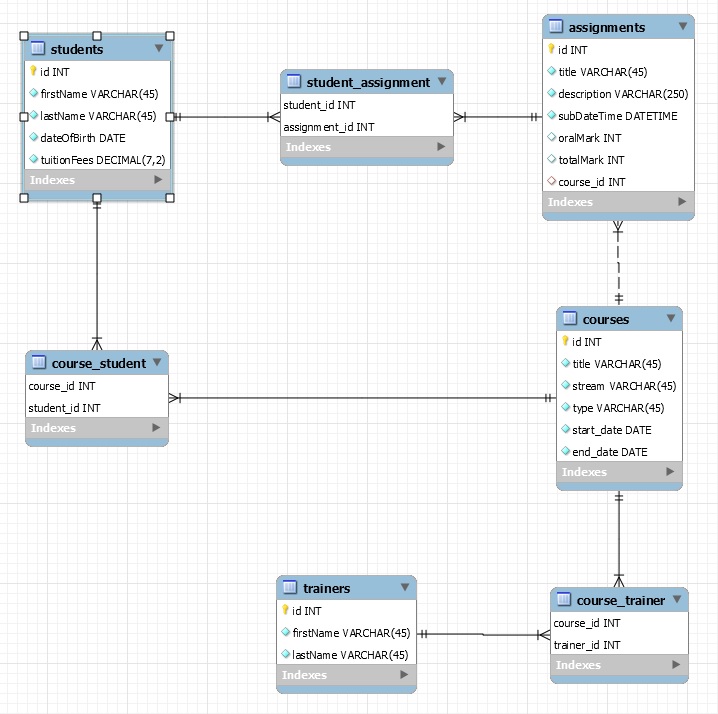 students
id INT
firstName VARCHAR(45)
lastName VARCHAR(45)
dateOfBirth DATE
tuitionFees DECIMAL(7,2)
Indexes
student_assignment
student_id INT
assignment_id INT
Indexes
assignments
id INT
title VARCHAR(45)
description VARCHAR(250)
subDateTime DATETIME
oralMark INT
totalMark INT
course_id INT
Indexes
course_student
course_id INT
student_id INT
Indexes
courses
id INT
title VARCHAR(45)
stream VARCHAR(45)
type VARCHAR(45)
start_date DATE
end_date DATE
Indexes
trainers
id INT
firstName VARCHAR(45)
lastName VARCHAR(45)
Indexes
course_trainer
course_id INT
trainer_id INT
Indexes